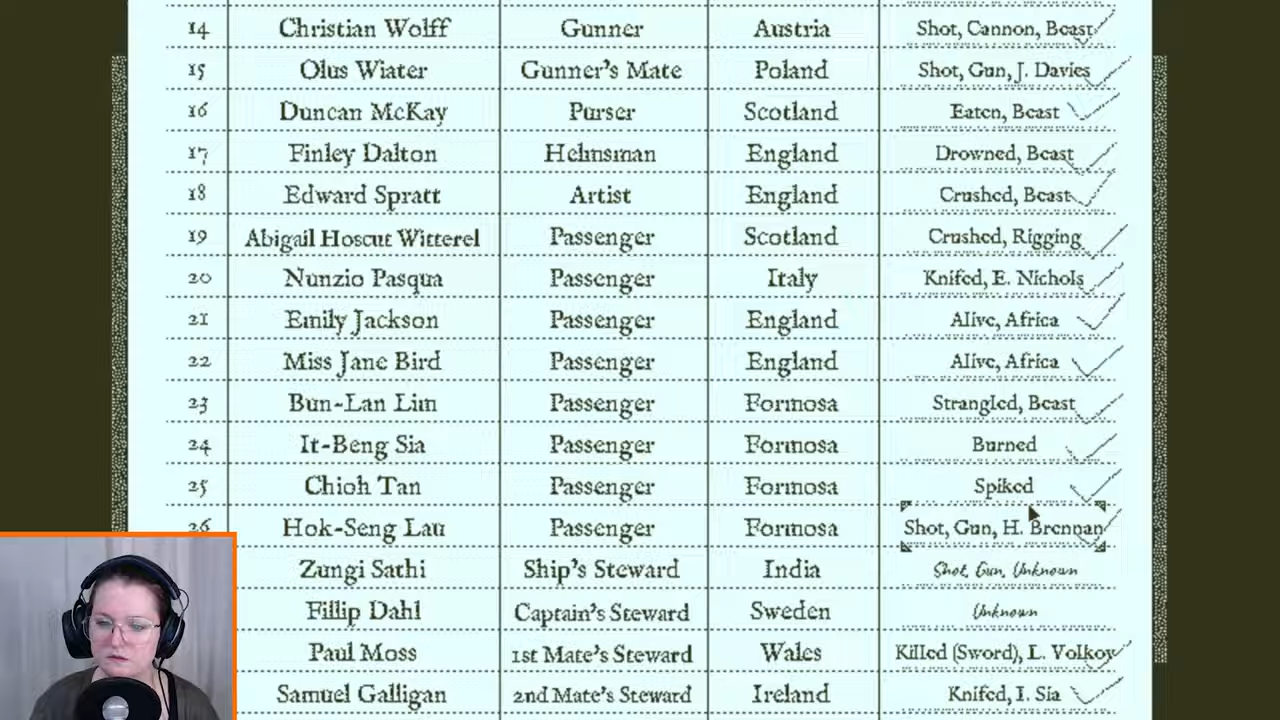 14 Christian Wolff Gunner Austria Shot, Cannon, Beast
15 Olus Wiater Gunner's Mate Poland Shot, Gun, J. Davies
16 Duncan McKay Purser Scotland Eaten, Beast
17 Finley Dalton Helmsman England Drowned, Beast
18 Edward Spratt Artist England Crushed, Beast
19 Abigail Hoscut Witterel Passenger Scotland Crushed, Rigging
20 Nunzio Pasqua Passenger Italy Knifed, E. Nichols
21 Emily Jackson Passenger England Alive, Africa
22 Miss Jane Bird Passenger England Alive, Africa
23 Bun-Lan Lim Passenger Formosa Strangled, Beast
24 It-Beng Sia Passenger Formosa Burned
25 Chioh Tan Passenger Formosa Spiked
26 Hok-Seng Lau Passenger Formosa Shot, Gun, H. Brennan
Zungi Sathi Ship's Steward India Shot, Gun, Unknown
Fillip Dahl Captain's Steward Sweden Unknown
Paul Moss 1st Mate's Steward Wales Killed (Sword), L. Volkov
Samuel Galligan 2nd Mate's Steward Ireland Knifed, I. Sia